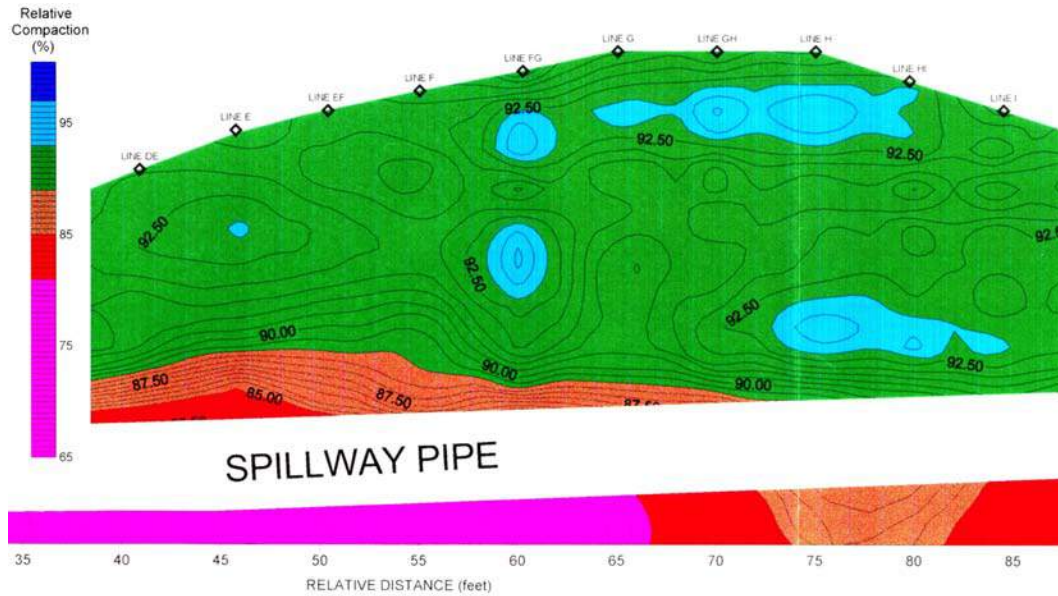 Relative
Compaction
(%)
95
85
75
65
LINE DE
LINE E
LINE EF
LINE F
LINE FG
LINE G
LINE GH
LINE H
LINE HI
LINE I
92.50
92.50
92.50
92.50
92.50
92.50
92.50
92.50
90.00
90.00
90.00
87.50
85.00
87.50
SPILLWAY PIPE
35 40 45 50 55 60 65 70 75 80 85
RELATIVE DISTANCE (feet)